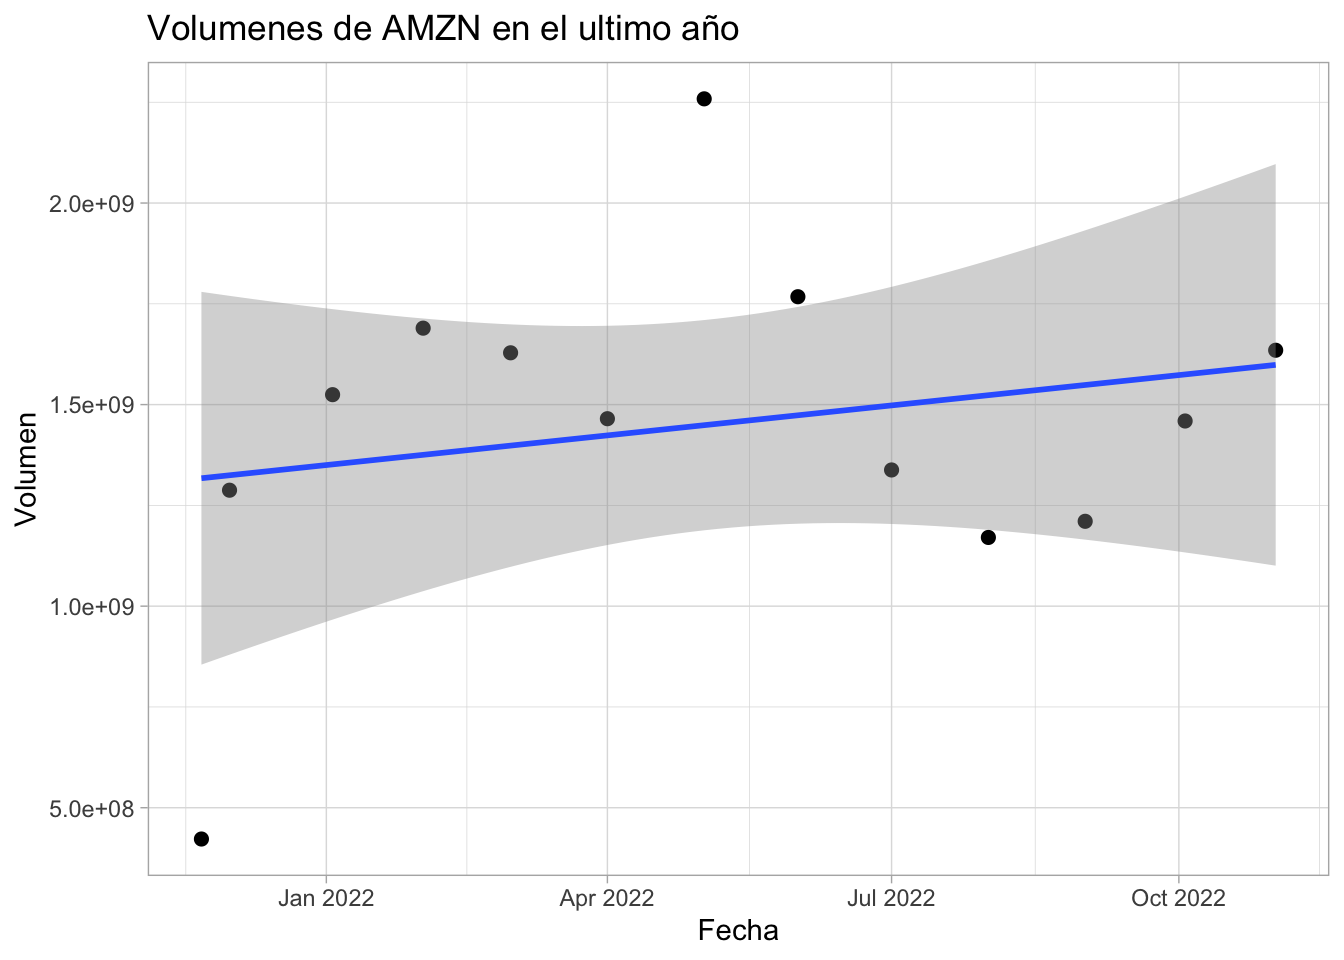 Volumenes de AMZN en el ultimo año
2.0e+09
1.5e+09
1.0e+09
5.0e+08
Volumen
Jan 2022 Apr 2022 Jul 2022 Oct 2022
Fecha